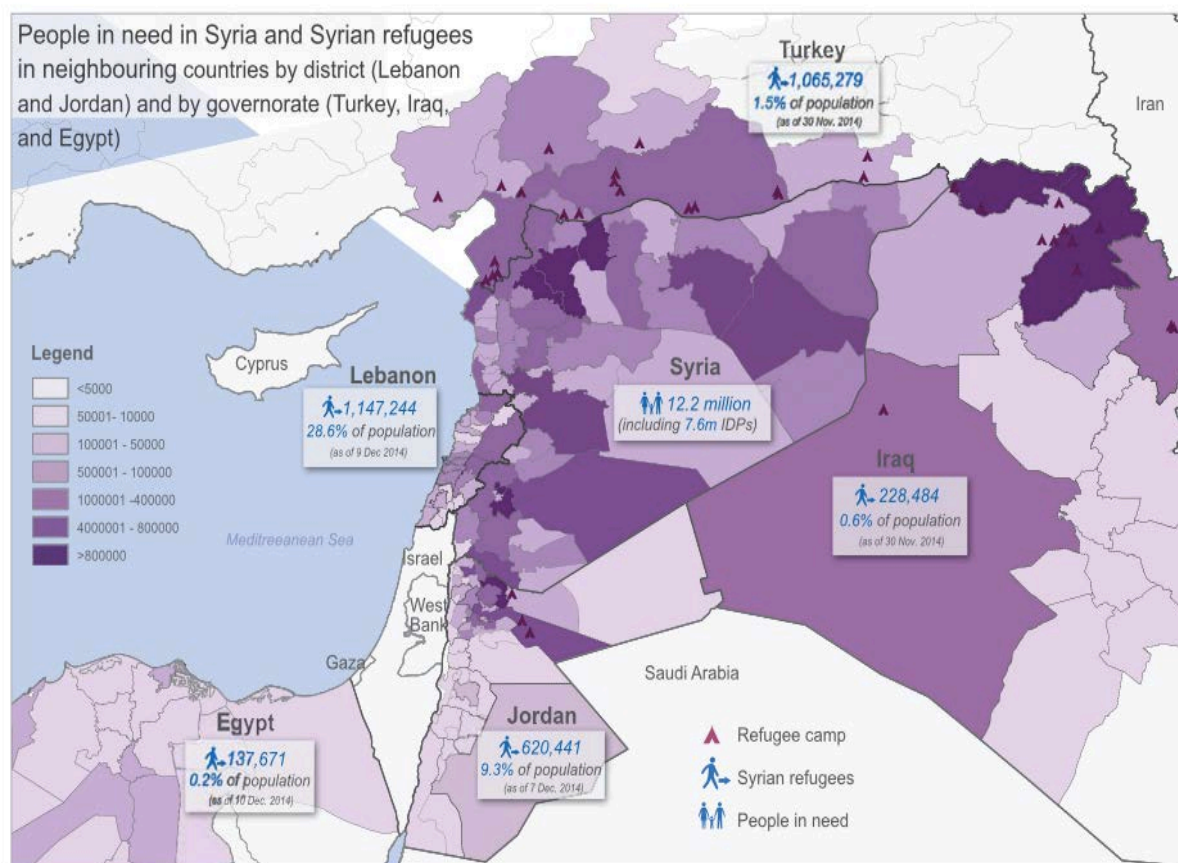 People in need in Syria and Syrian refugees
in neighbouring countries by district (Lebanon
and Jordan) and by governorate (Turkey, Iraq,
and Egypt)
Turkey
1,065,279
1.5% of population
(as of 30 Nov. 2014)
Iran
Legend
<5000
50001- 10000
100001 - 50000
500001 - 100000
1000001 -400000
4000001 - 800000
>800000
Cyprus
Lebanon
1,147,244
28.6% of population
(as of 9 Dec 2014)
Syria
12.2 million
(including 7.6m IDPs)
Iraq
228,484
0.6% of population
(as of 30 Nov. 2014)
Meditreeanean Sea
Israel
West
Bank
Gaza
Saudi Arabia
Egypt
137,671
0.2% of population
(as of 10 Dec. 2014)
Jordan
620,441
9.3% of population
(as of 7 Dec. 2014)
Refugee camp
Syrian refugees
People in need